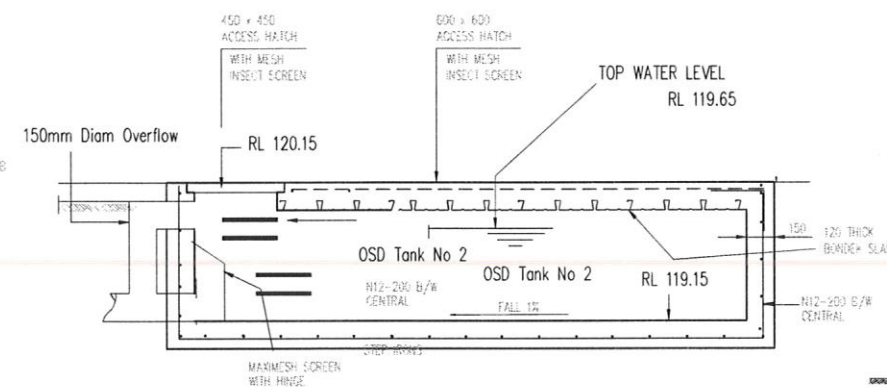 450 x 450
ACCESS HATCH
WITH MESH
INSECT SCREEN
600 x 600
ACCESS HATCH
WITH MESH
INSECT SCREEN
TOP WATER LEVEL
RL 119.65
150mm Diam Overflow
RL 120.15
150
120 THICK
BONDEK SLA
OSD Tank No 2
OSD Tank No 2
RL 119.15
N12-200 B/W
CENTRAL
FALL 1%
N12-200 B/W
CENTRAL
STEP IRONS
MAXIMESH SCREEN
WITH HINGE